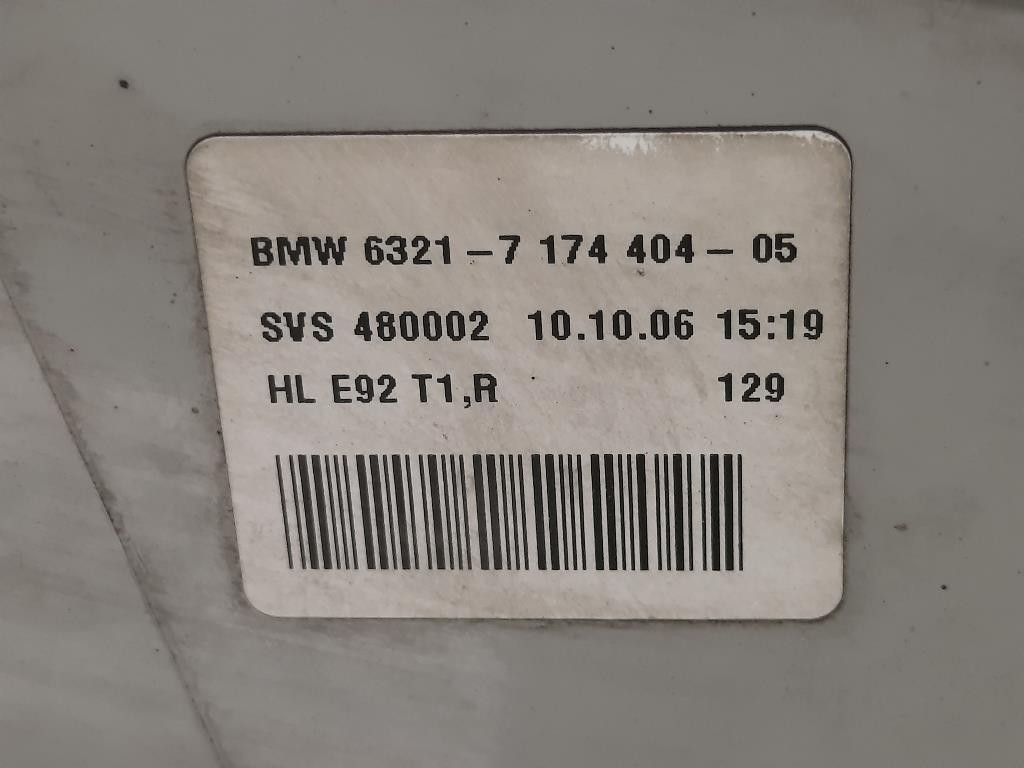 BMW 6321-7 174 404-05
SVS 480002 10.10.06 15:19
HL E92 T1,R 129